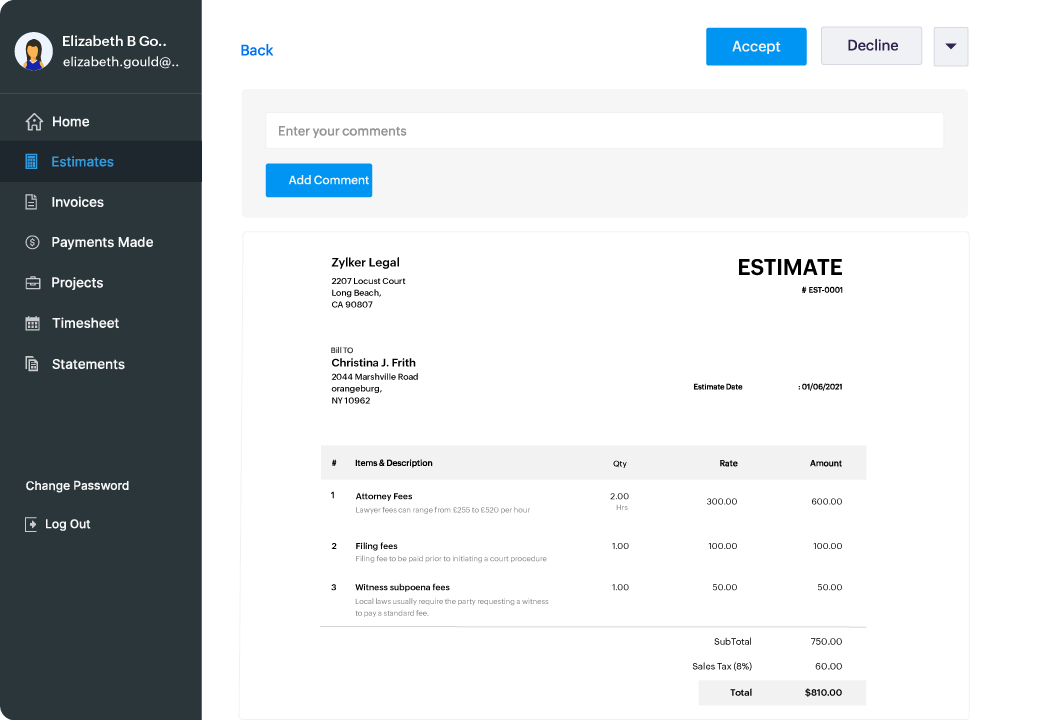 Elizabeth B Go..
elizabeth.gould@..
Home
Estimates
Invoices
Payments Made
Projects
Timesheet
Statements
Change Password
Log Out
Back
Accept
Decline
Enter your comments
Add Comment
Zylker Legal
2207 Locust Court
Long Beach,
CA 90807
ESTIMATE
# EST-0001
Bill TO
Christina J. Frith
2044 Marshville Road
orangeburg,
NY 10962
Estimate Date : 01/06/2021
# Items & Description Qty Rate Amount
1 Attorney Fees 2.00 300.00 600.00
Lawyer fees can range from £255 to £520 per hour Hrs
2 Filing fees 1.00 100.00 100.00
Filing fee to be paid prior to initiating a court procedure
3 Witness subpoena fees 1.00 50.00 50.00
Local laws usually require the party requesting a witness
to pay a standard fee.
SubTotal 750.00
Sales Tax (8%) 60.00
Total $810.00